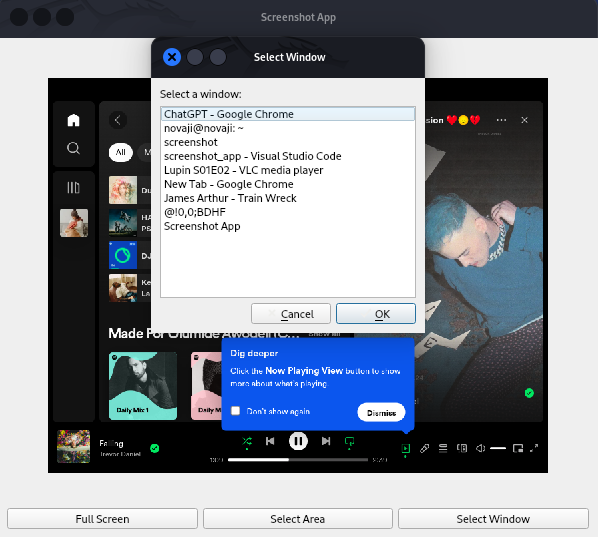 Screenshot App
Select Window
Select a window:
ChatGPT - Google Chrome
novaji@novaji: ~
screenshot
screenshot_app - Visual Studio Code
Lupin S01E02 - VLC media player
New Tab - Google Chrome
James Arthur - Train Wreck
@!0,0;BDHF
Screenshot App
Cancel
OK
All
M
Du
HA
PS
DJ
Ke
La
sion ❤️😔❤️
Made For Olumide Awodeji (C...
Show all
Daily Mix 1
Daily Mix
Dig deeper
Click the Now Playing View button to show
more about what's playing.
Don't show again
Dismiss
Falling
Trevor Daniel
Full Screen
Select Area
Select Window